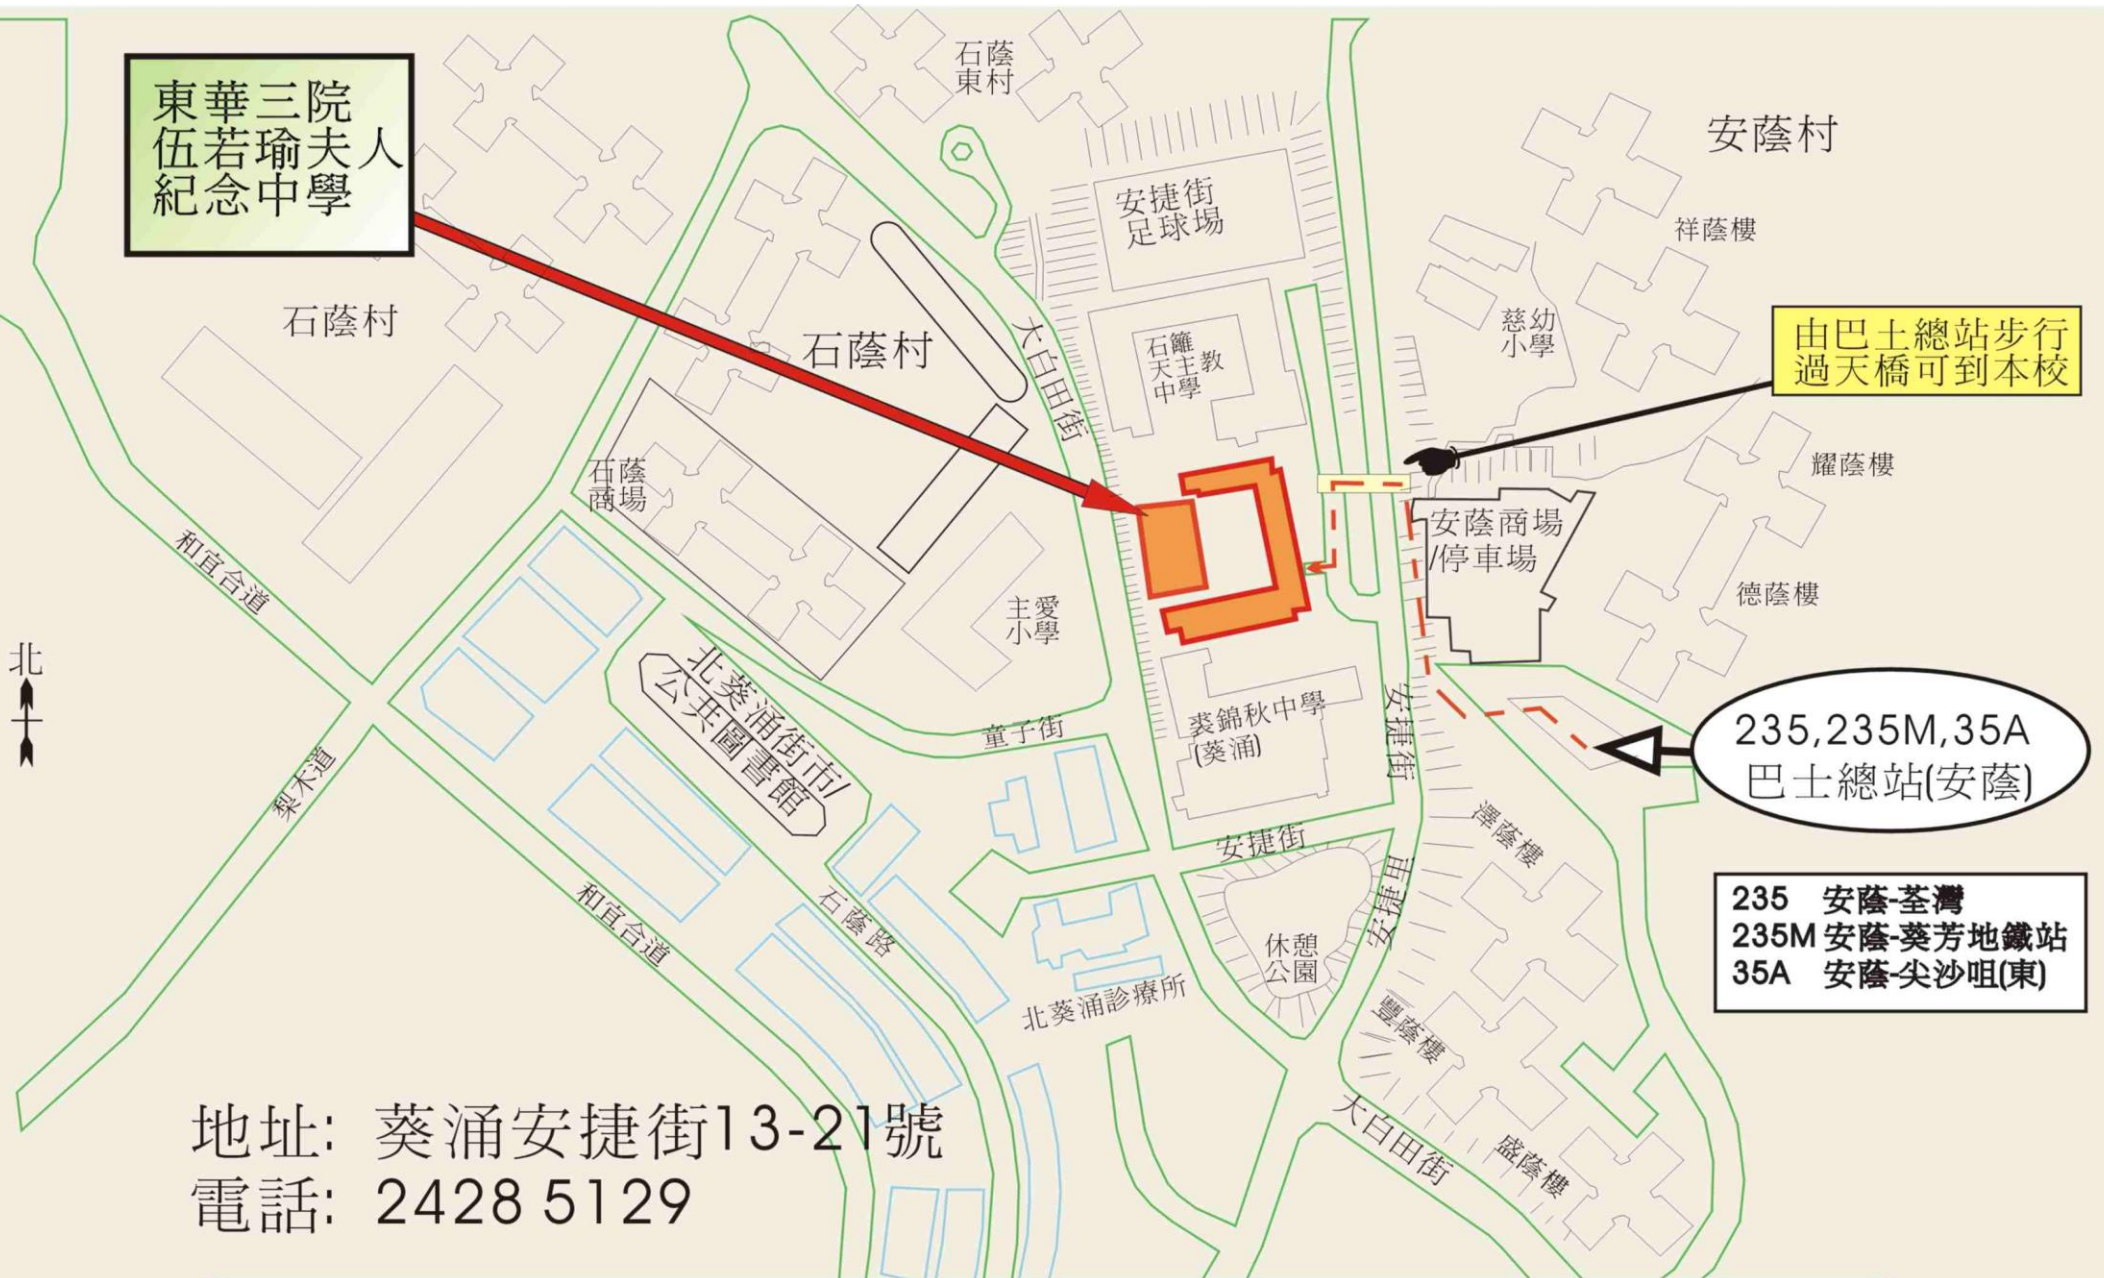 東華三院
伍若瑜夫人
紀念中學
石蔭
東村
安蔭村
安捷街
足球場
祥蔭樓
石蔭村
石蔭村
大白田街
石籬
天主教
中學
慈幼
小學
由巴士總站步行
過天橋可到本校
石蔭
商場
耀蔭樓
安蔭商場
/停車場
和宜合道
主愛
小學
德蔭樓
北
北葵涌街市/
公共圖書館
童子街
裘錦秋中學
(葵涌)
安捷街
235,235M,35A
巴士總站(安蔭)
梨木道
澤蔭樓
安捷街
安捷里
和宜合道
石蔭路
休憩
公園
235 安蔭-荃灣
235M 安蔭-葵芳地鐵站
35A 安蔭-尖沙咀(東)
北葵涌診療所
豐蔭樓
大白田街
盛蔭樓
地址: 葵涌安捷街13-21號
電話: 2428 5129